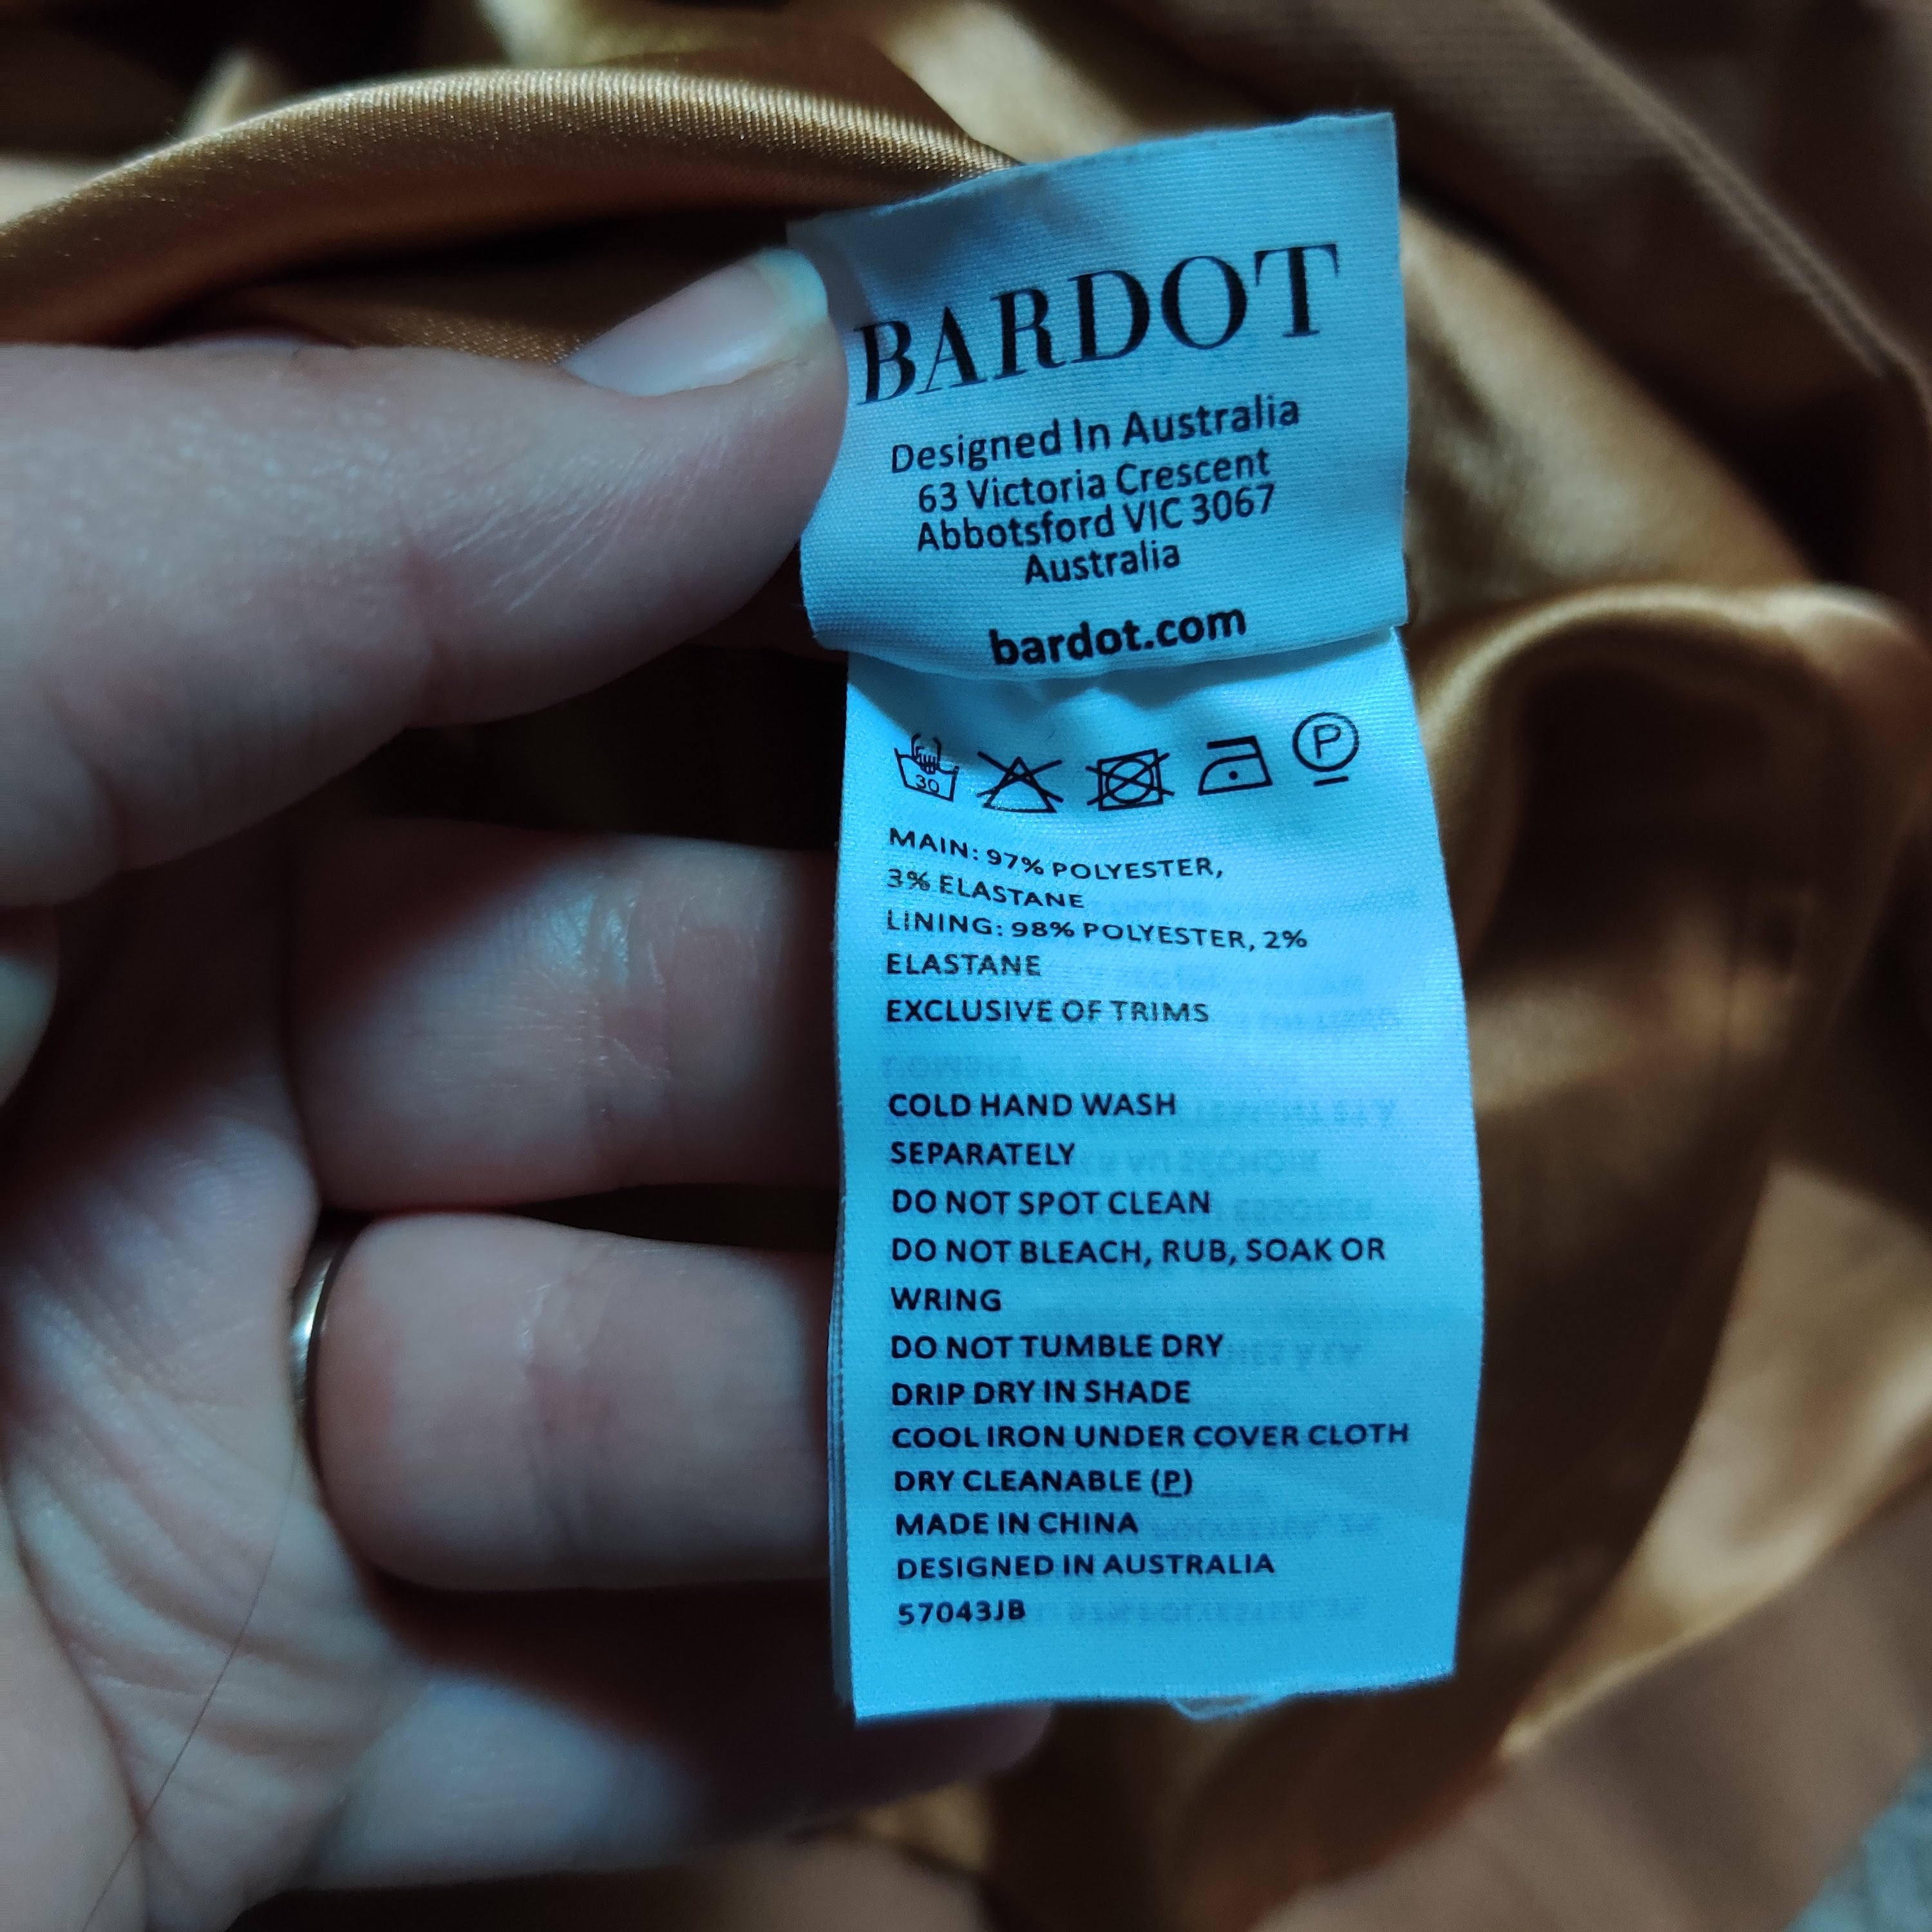 BARDOT
Designed In Australia
63 Victoria Crescent
Abbotsford VIC 3067
Australia
bardot.com
30
P
MAIN: 97% POLYESTER,
3% ELASTANE
LINING: 98% POLYESTER, 2%
ELASTANE
EXCLUSIVE OF TRIMS
COLD HAND WASH
SEPARATELY
DO NOT SPOT CLEAN
DO NOT BLEACH, RUB, SOAK OR
WRING
DO NOT TUMBLE DRY
DRIP DRY IN SHADE
COOL IRON UNDER COVER CLOTH
DRY CLEANABLE (P)
MADE IN CHINA
DESIGNED IN AUSTRALIA
57043JB